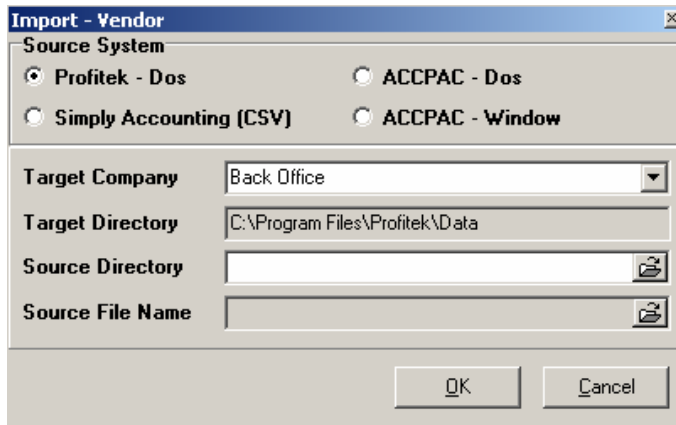 Import - Vendor
Source System
Profitek - Dos
ACCPAC - Dos
Simply Accounting (CSV)
ACCPAC - Window
Target Company
Back Office
Target Directory
C:\Program Files\Profitek\Data
Source Directory
Source File Name
OK
Cancel